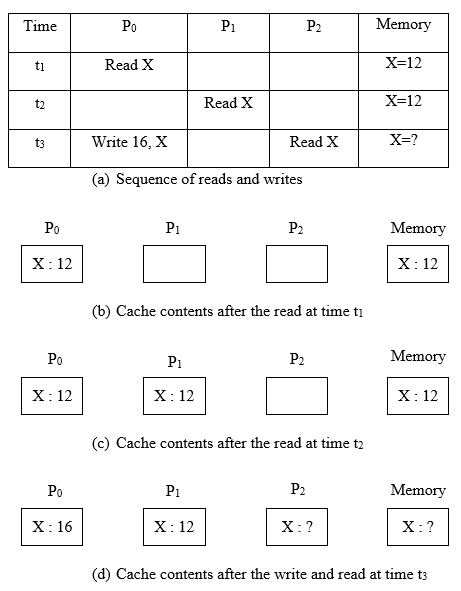 Time P₀ P₁ P₂ Memory
t₁ Read X X=12
t₂ Read X X=12
t₃ Write 16, X Read X X=?
(a) Sequence of reads and writes
P₀ P₁ P₂ Memory
X : 12 X : 12
(b) Cache contents after the read at time t₁
P₀ P₁ P₂ Memory
X : 12 X : 12 X : 12
(c) Cache contents after the read at time t₂
P₀ P₁ P₂ Memory
X : 16 X : 12 X : ? X : ?
(d) Cache contents after the write and read at time t₃